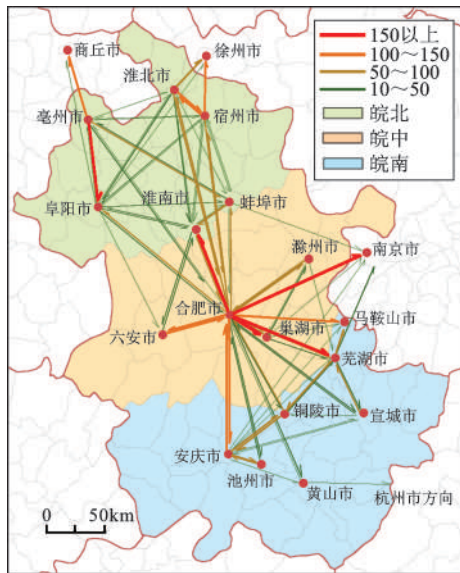 商丘市
徐州市
淮北市
亳州市
宿州市
150以上
100～150
50～100
10～50
皖北
皖中
皖南
阜阳市
淮南市
蚌埠市
滁州市
南京市
合肥市
六安市
巢湖市
马鞍山市
芜湖市
铜陵市
宣城市
安庆市
池州市
黄山市
杭州市方向
0 50km